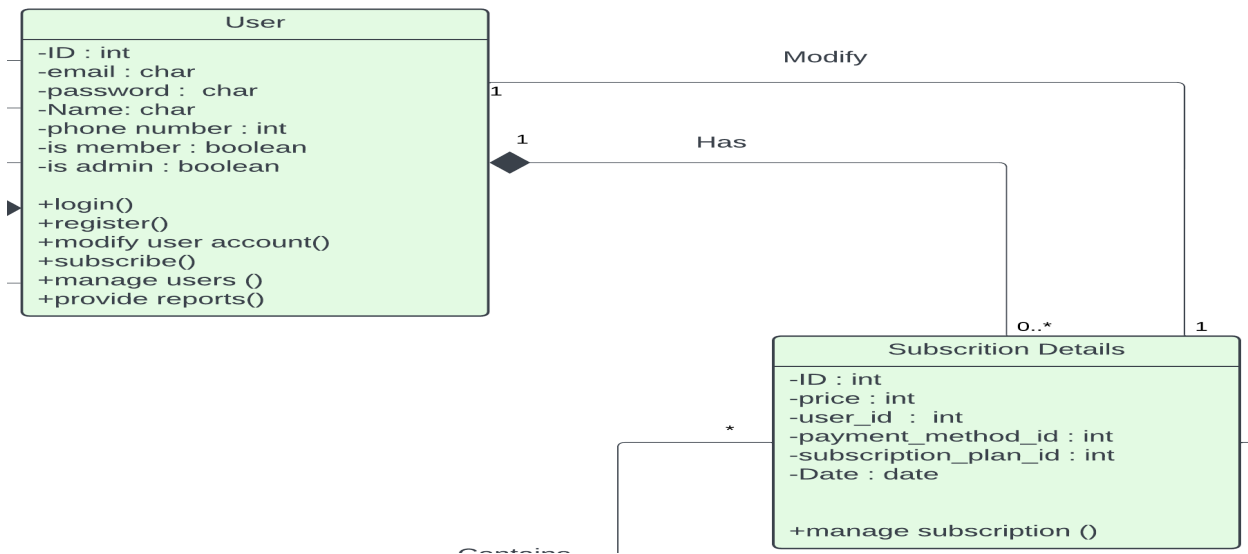 User
-ID : int
-email : char
-password :  char
-Name: char
-phone number : int
-is member : boolean
-is admin : boolean
+login()
+register()
+modify user account()
+subscribe()
+manage users ()
+provide reports()
Modify
1
1
Has
0..*
1
Subscrition Details
-ID : int
-price : int
-user_id  :  int
-payment_method_id : int
-subscription_plan_id : int
-Date : date
+manage subscription ()
*
Contains